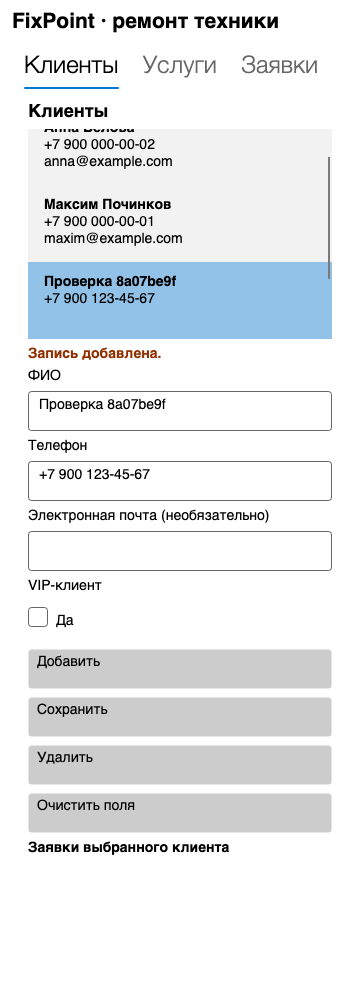 FixPoint · ремонт техники
Клиенты Услуги Заявки
Клиенты
Анна Белова
+7 900 000-00-02
anna@example.com
Максим Починков
+7 900 000-00-01
maxim@example.com
Проверка 8a07be9f
+7 900 123-45-67
Запись добавлена.
ФИО
Проверка 8a07be9f
Телефон
+7 900 123-45-67
Электронная почта (необязательно)
VIP-клиент
Да
Добавить
Сохранить
Удалить
Очистить поля
Заявки выбранного клиента